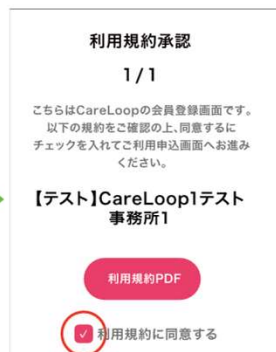 利用規約承認
1/1
こちらはCareLoopの会員登録画面です。
以下の規約をご確認の上、同意するに
チェックを入れてご利用申込画面へお進み
ください。
【テスト】CareLoop1テスト
事務所1
利用規約PDF
利用規約に同意する